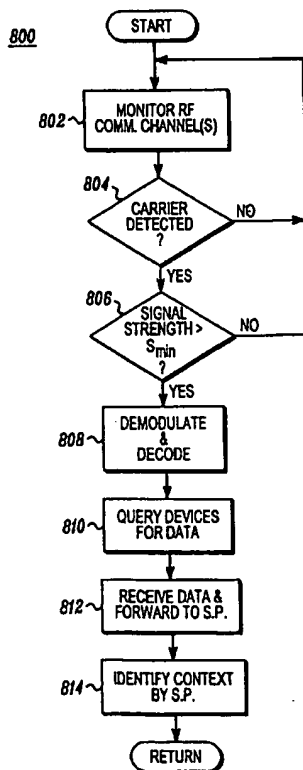 800
START
802
MONITOR RF
COMM. CHANNEL(S)
804
CARRIER
DETECTED
?
NO
YES
806
SIGNAL
STRENGTH >
Smin
?
NO
YES
808
DEMODULATE
&
DECODE
810
QUERY DEVICES
FOR DATA
812
RECEIVE DATA &
FORWARD TO S.P.
814
IDENTIFY CONTEXT
BY S.P.
RETURN